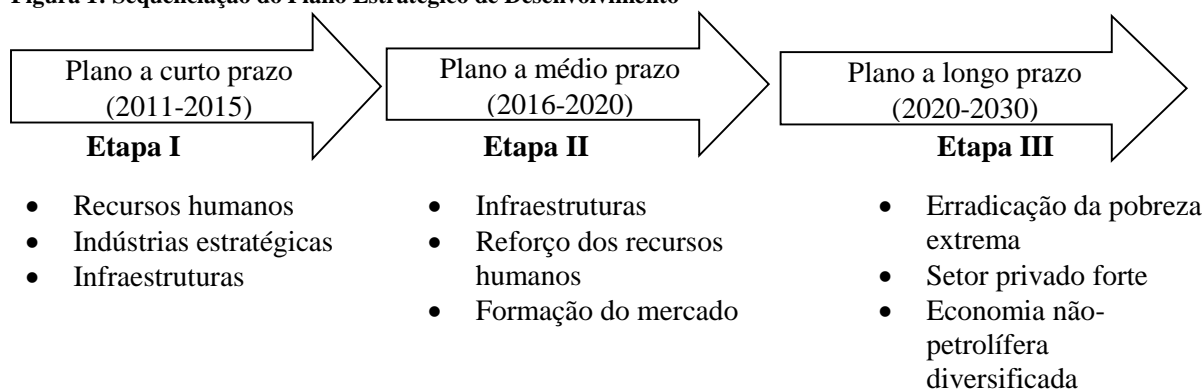 Figura 1: Sequenciação do Plano Estratégico de Desenvolvimento
Plano a curto prazo
(2011-2015)
Etapa I
• Recursos humanos
• Indústrias estratégicas
• Infraestruturas
Plano a médio prazo
(2016-2020)
Etapa II
• Infraestruturas
• Reforço dos recursos
humanos
• Formação do mercado
Plano a longo prazo
(2020-2030)
Etapa III
• Erradicação da pobreza
extrema
• Setor privado forte
• Economia não-
petrolífera
diversificada